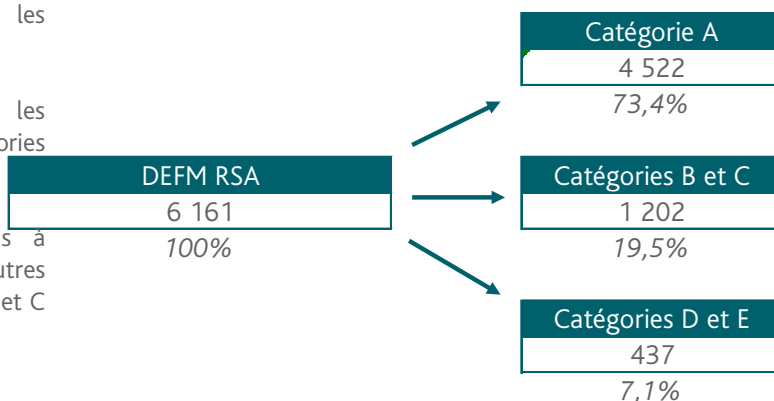 les
les
ories
s à
utres
et C
DEFM RSA
6 161
100%
Catégorie A
4 522
73,4%
Catégories B et C
1 202
19,5%
Catégories D et E
437
7,1%